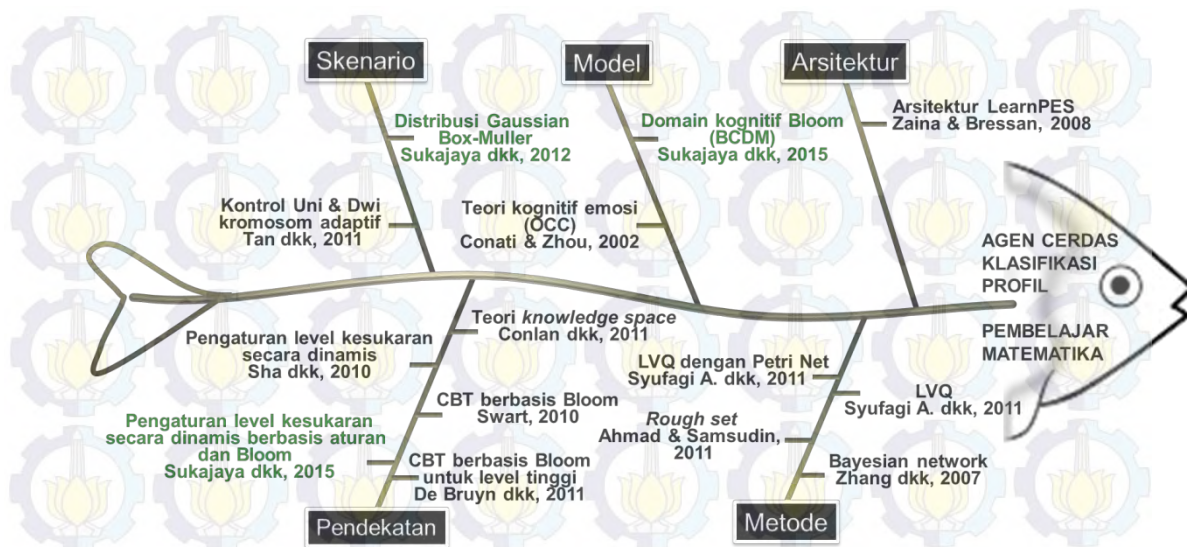 Skenario
Model
Arsitektur
Distribusi Gaussian
Box-Muller
Sukajaya dkk, 2012
Domain kognitif Bloom
(BCDM)
Sukajaya dkk, 2015
Arsitektur LearnPES
Zaina & Bressan, 2008
Kontrol Uni & Dwi
kromosom adaptif
Tan dkk, 2011
Teori kognitif emosi
(OCC)
Conati & Zhou, 2002
AGEN CERDAS
KLASIFIKASI
PROFIL
PEMBELAJAR
MATEMATIKA
Teori knowledge space
Conlan dkk, 2011
Pengaturan level kesukaran
secara dinamis
Sha dkk, 2010
CBT berbasis Bloom
Swart, 2010
Pengaturan level kesukaran
secara dinamis berbasis aturan
dan Bloom
Sukajaya dkk, 2015
CBT berbasis Bloom
untuk level tinggi
De Bruyn dkk, 2011
LVQ dengan Petri Net
Syufagi A. dkk, 2011
LVQ
Syufagi A. dkk, 2011
Rough set
Ahmad & Samsudin,
2011
Bayesian network
Zhang dkk, 2007
Pendekatan
Metode